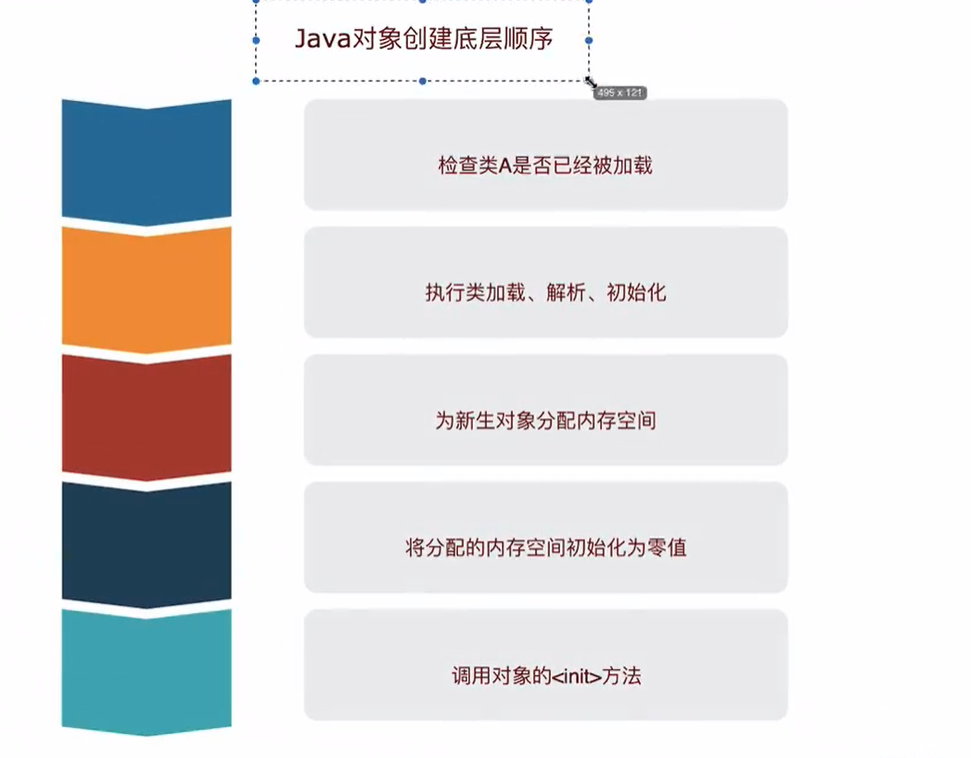 Java对象创建底层顺序
495 x 121
检查类A是否已经被加载
执行类加载、解析、初始化
为新生对象分配内存空间
将分配的内存空间初始化为零值
调用对象的<init>方法